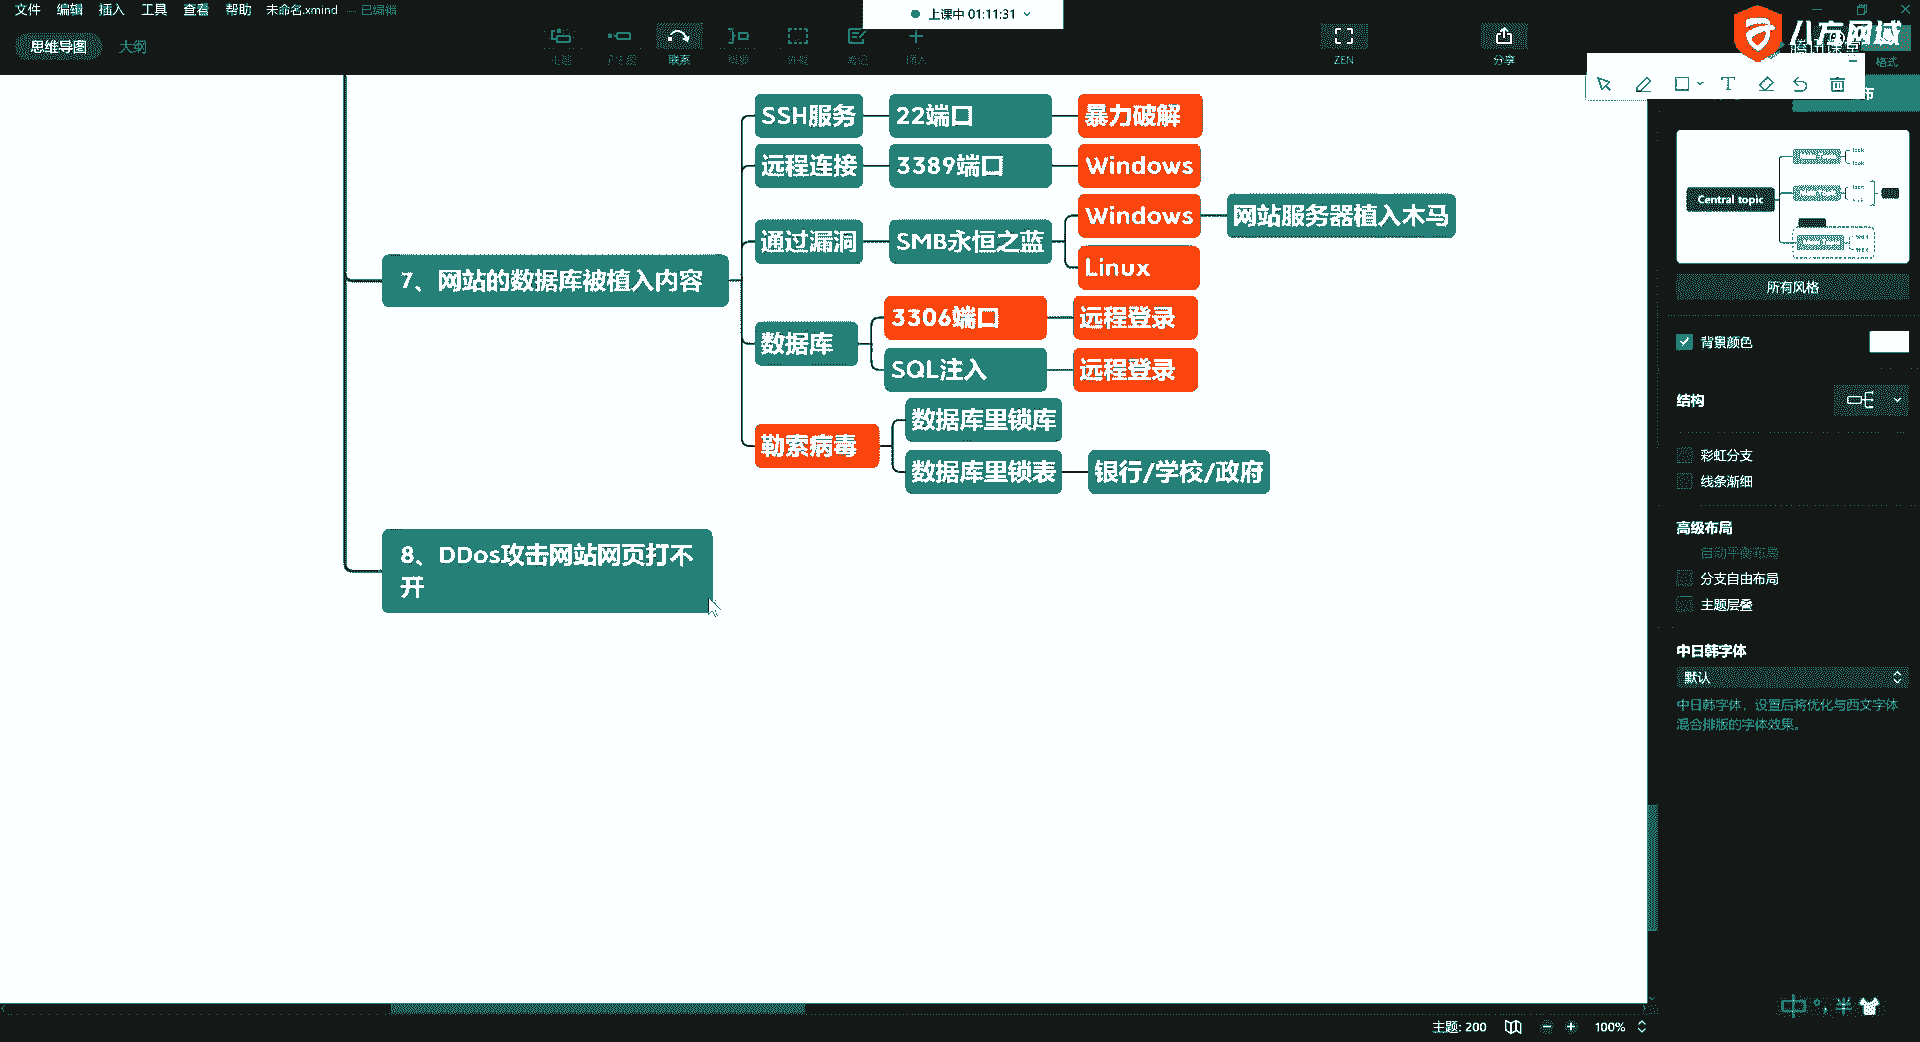 文件 编辑 插入 工具 查看 帮助 未命名.xmind — 已编辑
上课中 01:11:31
八方网域
思维导图 大纲
联系
ZEN
分享
格式
SSH服务 22端口 暴力破解
远程连接 3389端口 Windows
通过漏洞 SMB永恒之蓝 Windows 网站服务器植入木马
Linux
7、网站的数据库被植入内容
数据库 3306端口 远程登录
SQL注入 远程登录
勒索病毒 数据库里锁库
数据库里锁表 银行/学校/政府
8、DDos攻击网站网页打不
开
Central topic
所有风格
背景颜色
结构
彩虹分支
线条渐细
高级布局
自动平衡布局
分支自由布局
主题层叠
中日韩字体
默认
中日韩字体，设置后将优化与西文字体
混合排版的字体效果。
中
主题: 200 100%